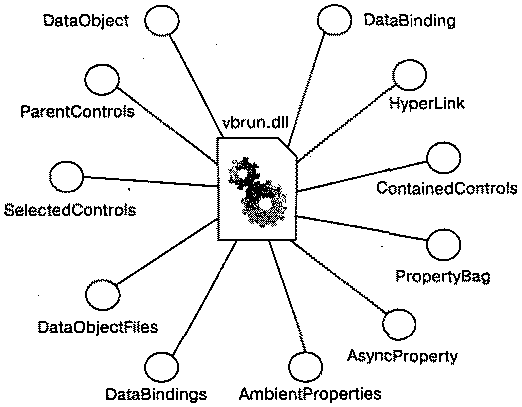 DataObject
DataBinding
ParentControls
HyperLink
vbrun.dll
SelectedControls
ContainedControls
PropertyBag
DataObjectFiles
AsyncProperty
DataBindings
AmbientProperties